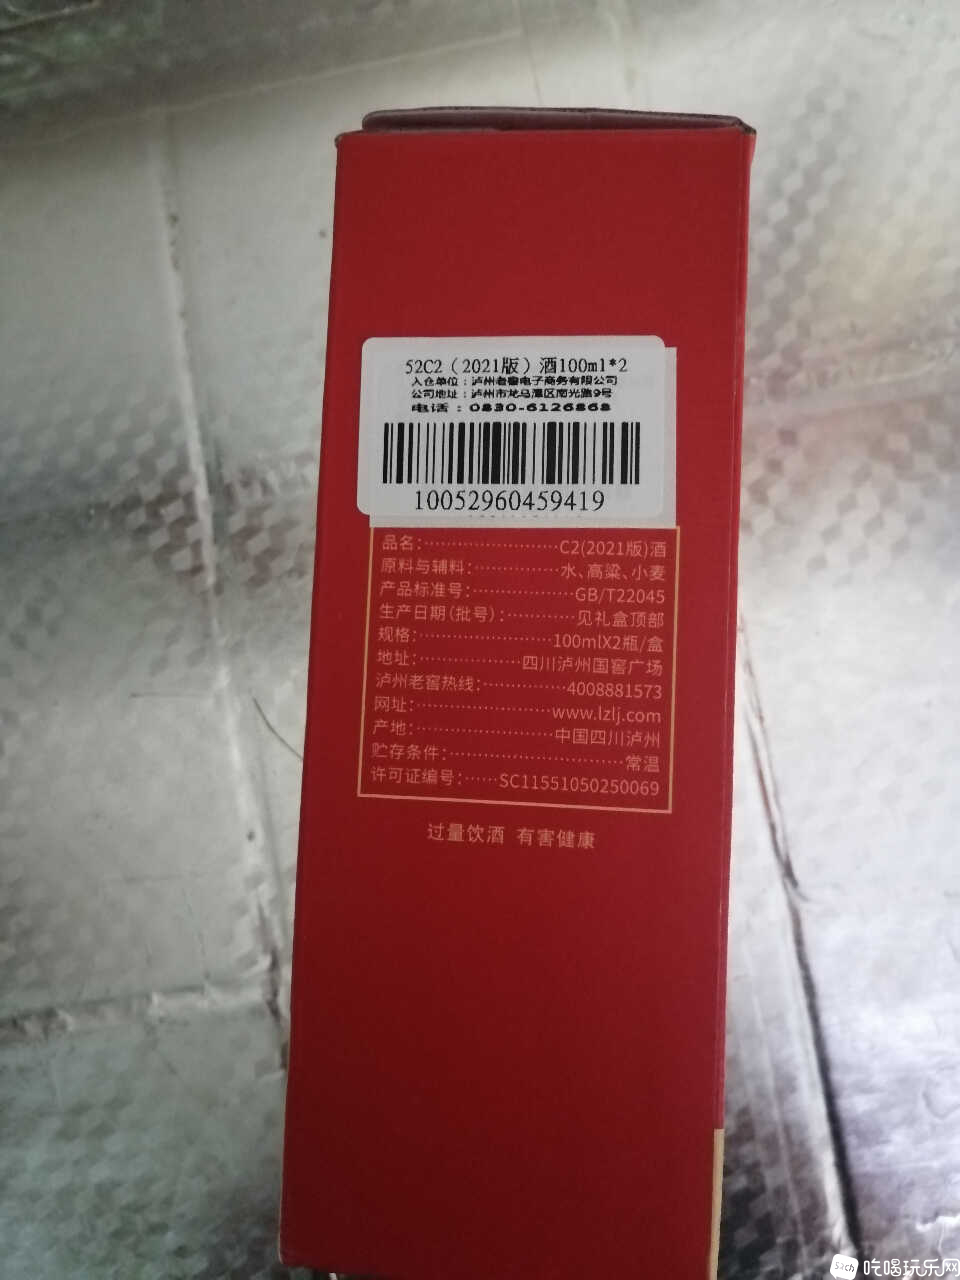 52C2（2021版）酒100ml*2
入仓单位：泸州老窖电子商务有限公司
公司地址：泸州市龙马潭区南光路9号
电话：0830-6126868
10052960459419
品名：························C2(2021版)酒
原料与辅料：···············水、高粱、小麦
产品标准号：··················GB/T22045
生产日期(批号)：············见礼盒顶部
规格：························100mlX2瓶/盒
地址：··················四川泸州国窖广场
泸州老窖热线：···············4008881573
网址：························www.lzlj.com
产地：························中国四川泸州
贮存条件：······························常温
许可证编号：······SC11551050250069
过量饮酒 有害健康
吃喝玩乐网